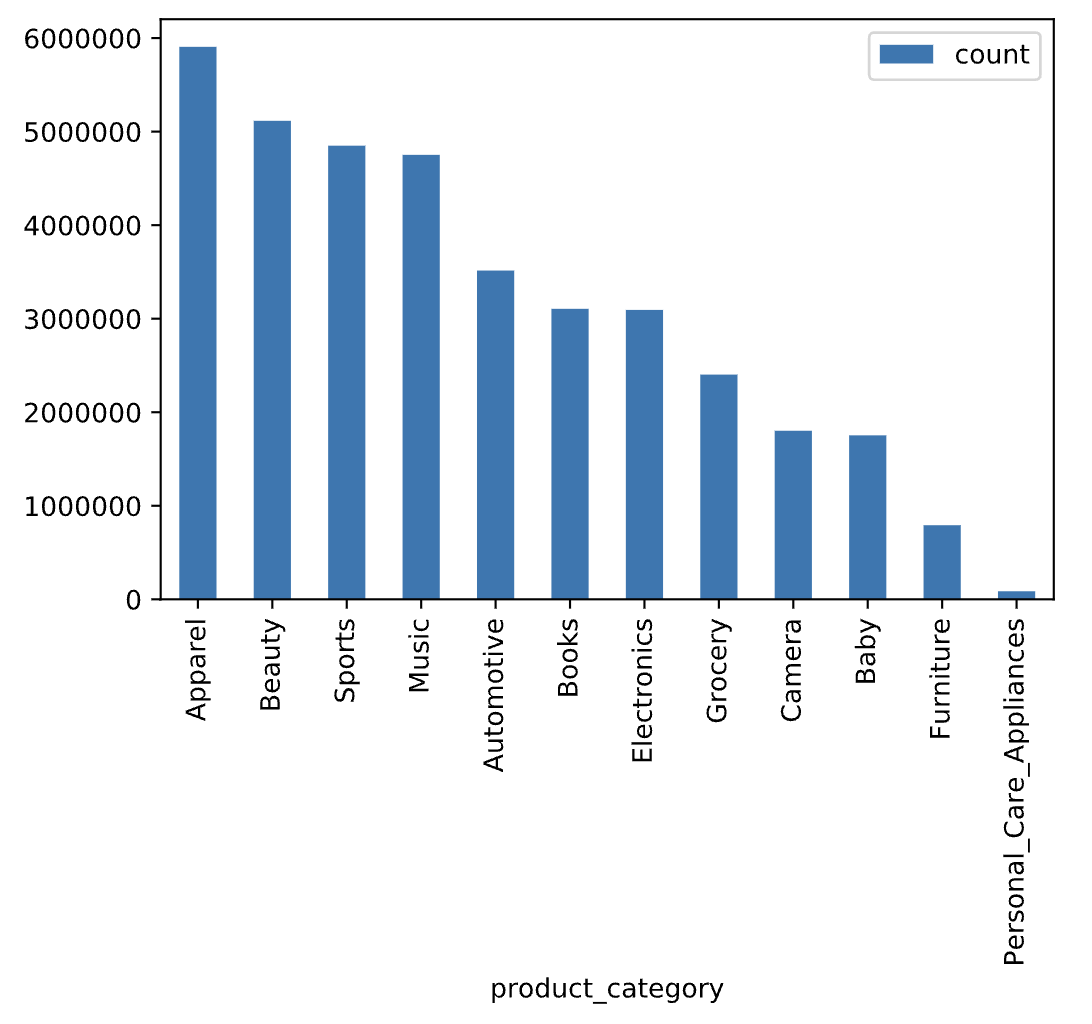 6000000
5000000
4000000
3000000
2000000
1000000
0
count
Apparel
Beauty
Sports
Music
Automotive
Books
Electronics
Grocery
Camera
Baby
Furniture
Personal_Care_Appliances
product_category